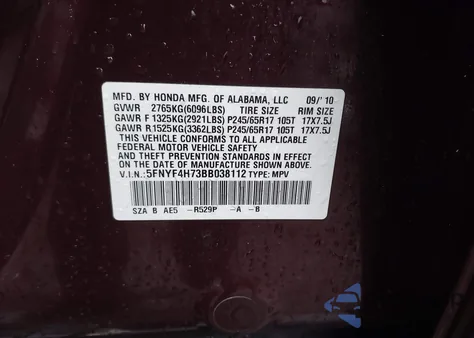 MFD. BY HONDA MFG. OF ALABAMA, LLC 09/'10
GVWR 2765KG(6096LBS) TIRE SIZE RIM SIZE
GAWR F 1325KG(2921LBS) P245/65R17 105T 17X7.5J
GAWR R 1525KG(3362LBS) P245/65R17 105T 17X7.5J
THIS VEHICLE CONFORMS TO ALL APPLICABLE
FEDERAL MOTOR VEHICLE SAFETY AND
THEFT PREVENTION STANDARDS IN EFFECT ON
THE DATE OF MANUFACTURE SHOWN ABOVE.
V.I.N.: 5FNYF4H73BB038112 TYPE: MPV
SZA B AE5 -R529P -A -B